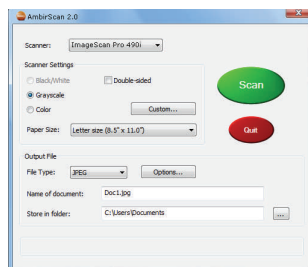 AmbirScan 2.0
Scanner: ImageScan Pro 490i
Scanner Settings
Black/White Double-sided
Grayscale
Color Custom...
Paper Size: Letter size (8.5" x 11.0")
Scan
Quit
Output File
File Type: JPEG Options...
Name of document: Doc1.jpg
Store in folder: C:\Users\Documents ...